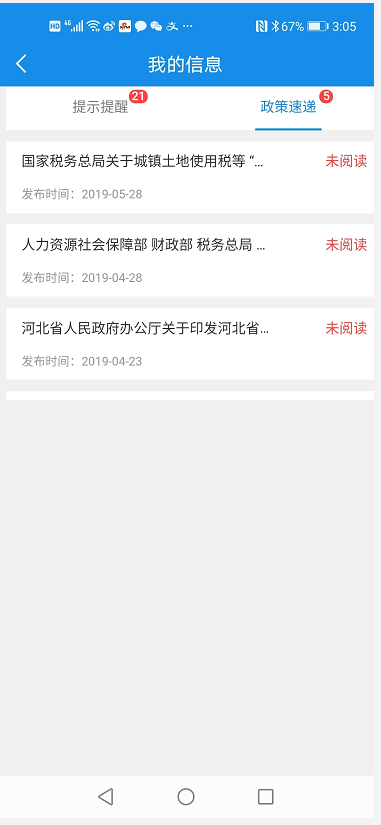 HD 4G 67% 3:05
我的信息
提示提醒 21 政策速递 5
国家税务总局关于城镇土地使用税等 “... 未阅读
发布时间：2019-05-28
人力资源社会保障部 财政部 税务总局 ... 未阅读
发布时间：2019-04-28
河北省人民政府办公厅关于印发河北省... 未阅读
发布时间：2019-04-23